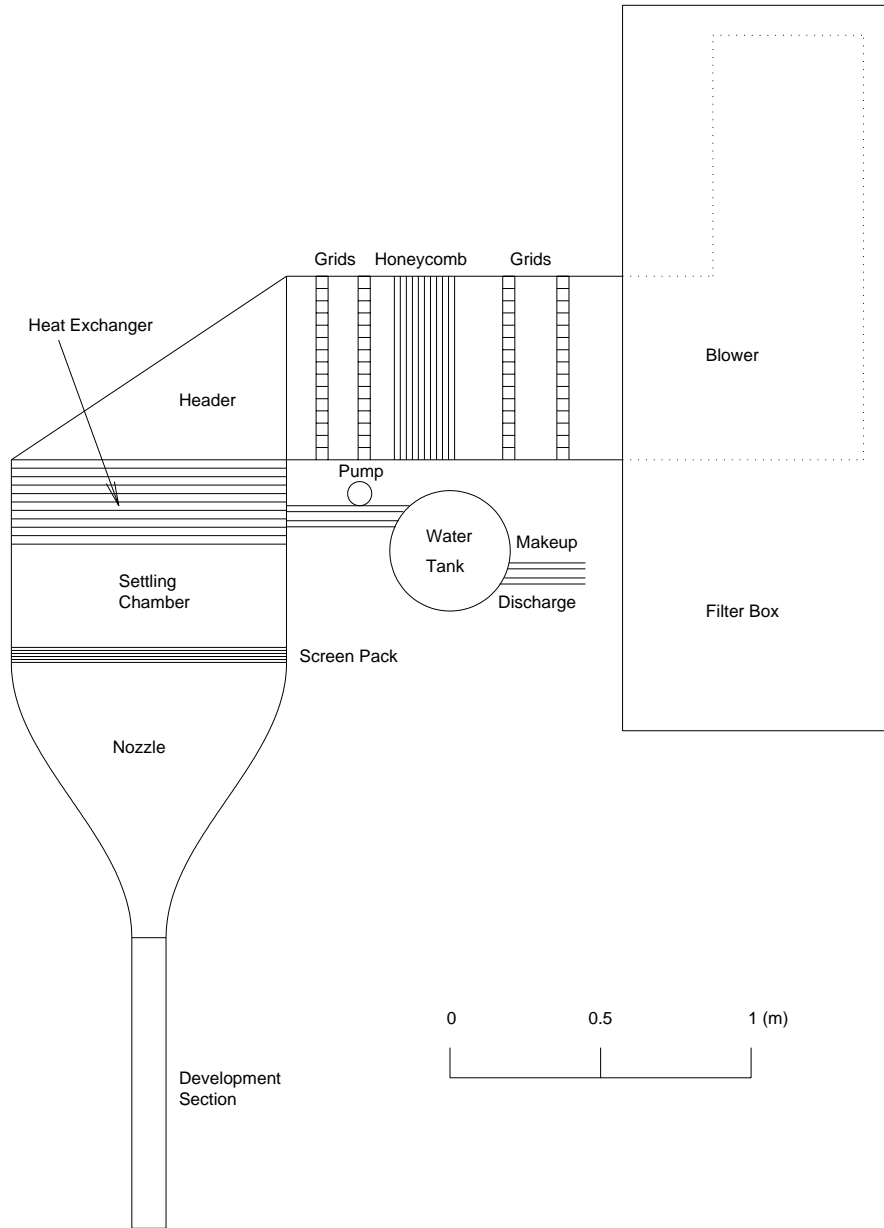 Grids
Honeycomb
Grids
Heat Exchanger
Blower
Header
Pump
Water
Tank
Makeup
Settling
Chamber
Discharge
Filter Box
Screen Pack
Nozzle
0
0.5
1 (m)
Development
Section